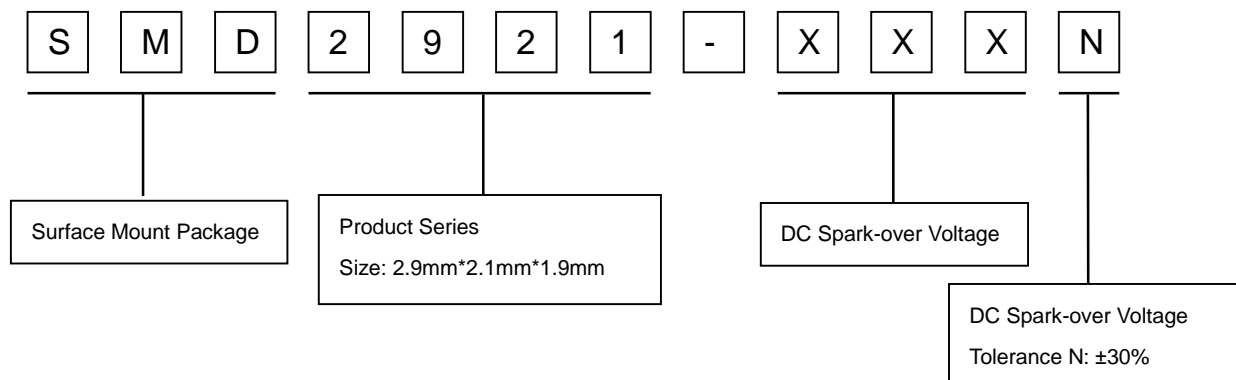 S M D 2 9 2 1 - X X X N
Surface Mount Package
Product Series
Size: 2.9mm*2.1mm*1.9mm
DC Spark-over Voltage
DC Spark-over Voltage
Tolerance N: ±30%